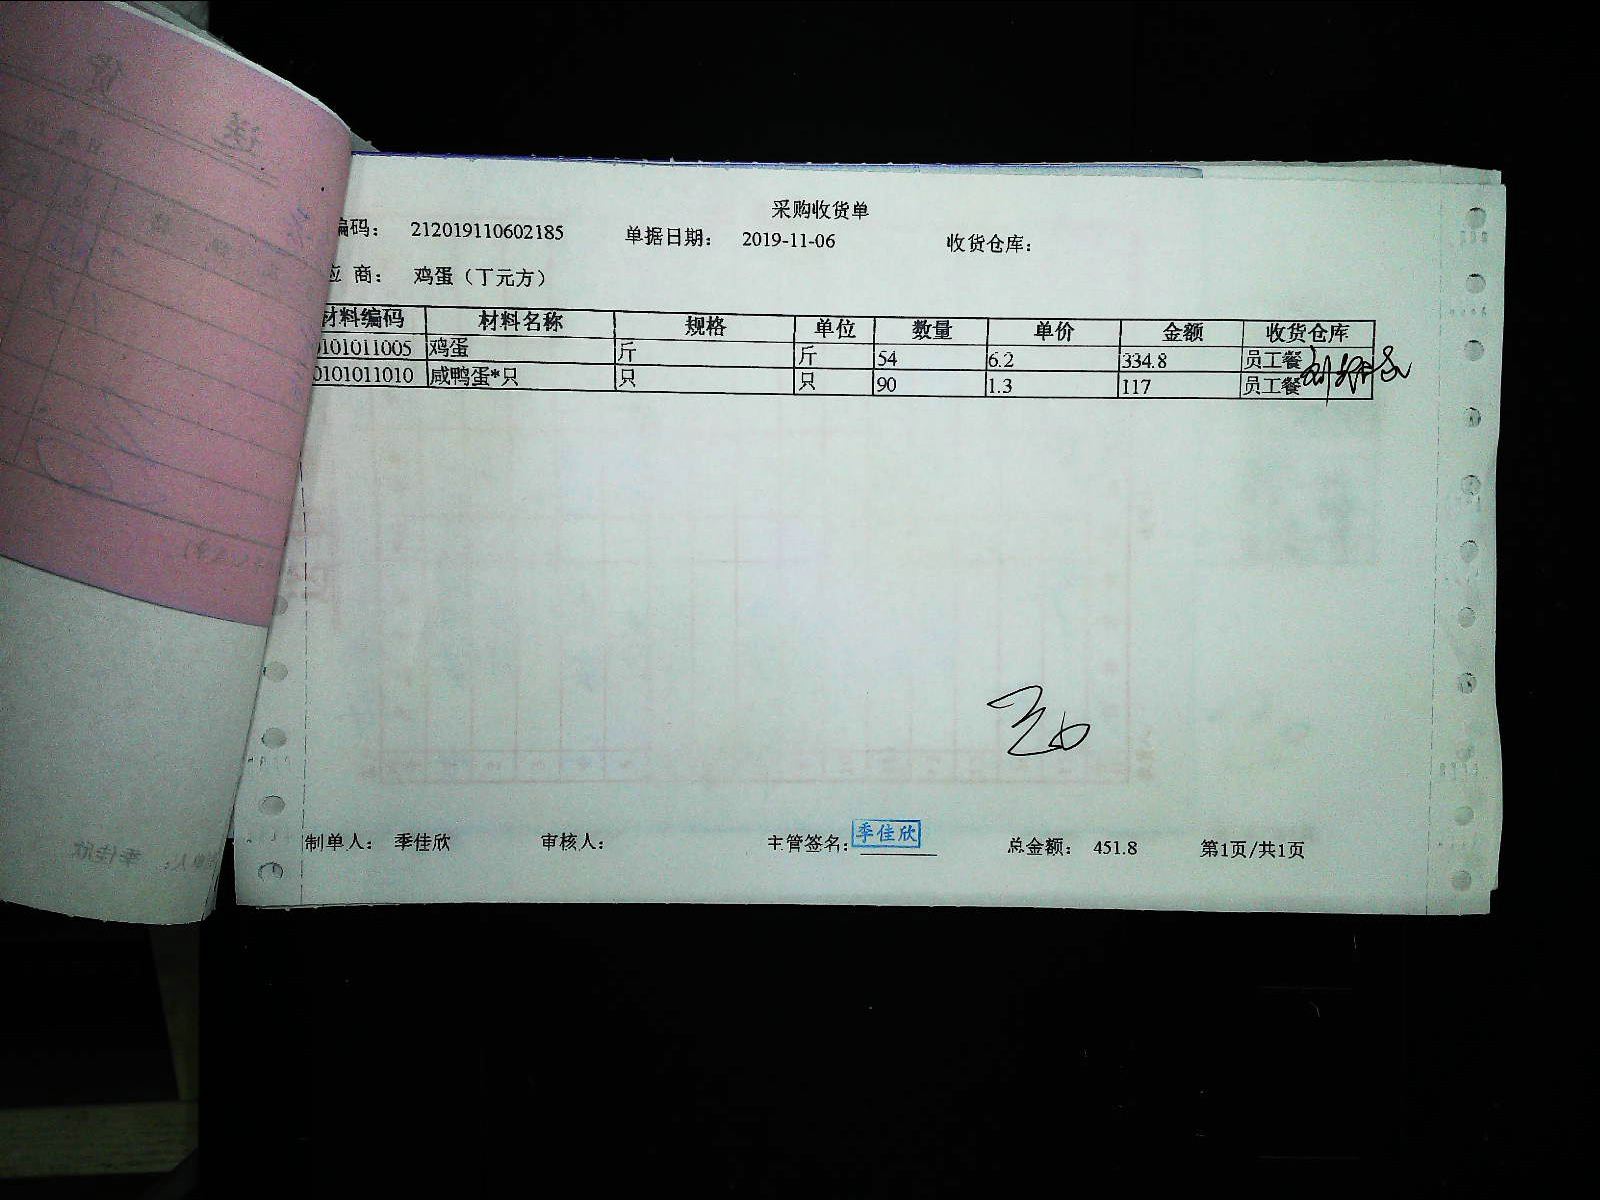 采购收货单
编码： 212019110602185 单据日期： 2019-11-06 收货仓库：
应 商： 鸡蛋（丁元方）
材料编码 材料名称 规格 单位 数量 单价 金额 收货仓库
0101011005 鸡蛋 斤 斤 54 6.2 334.8 员工餐
0101011010 咸鸭蛋*只 只 只 90 1.3 117 员工餐
制单人： 季佳欣 审核人： 主管签名： 季佳欣 总金额： 451.8 第1页/共1页